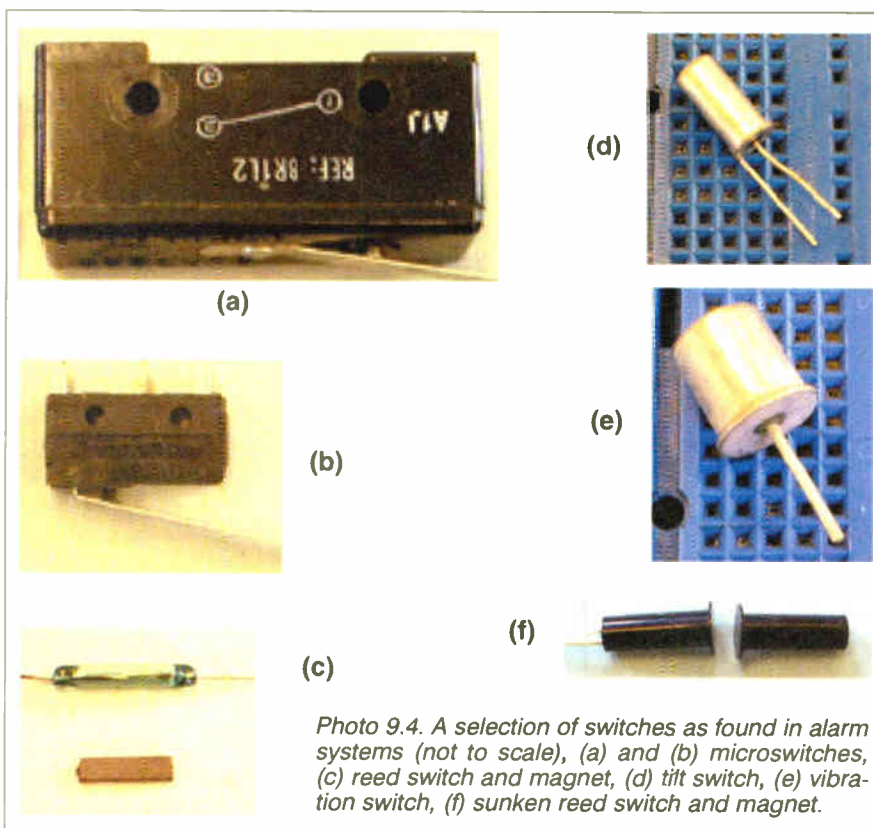 A1J
REF: BR1L2
(a)
(b)
(c)
(d)
(e)
(f)
Photo 9.4. A selection of switches as found in alarm
systems (not to scale), (a) and (b) microswitches,
(c) reed switch and magnet, (d) tilt switch, (e) vibra-
tion switch, (f) sunken reed switch and magnet.